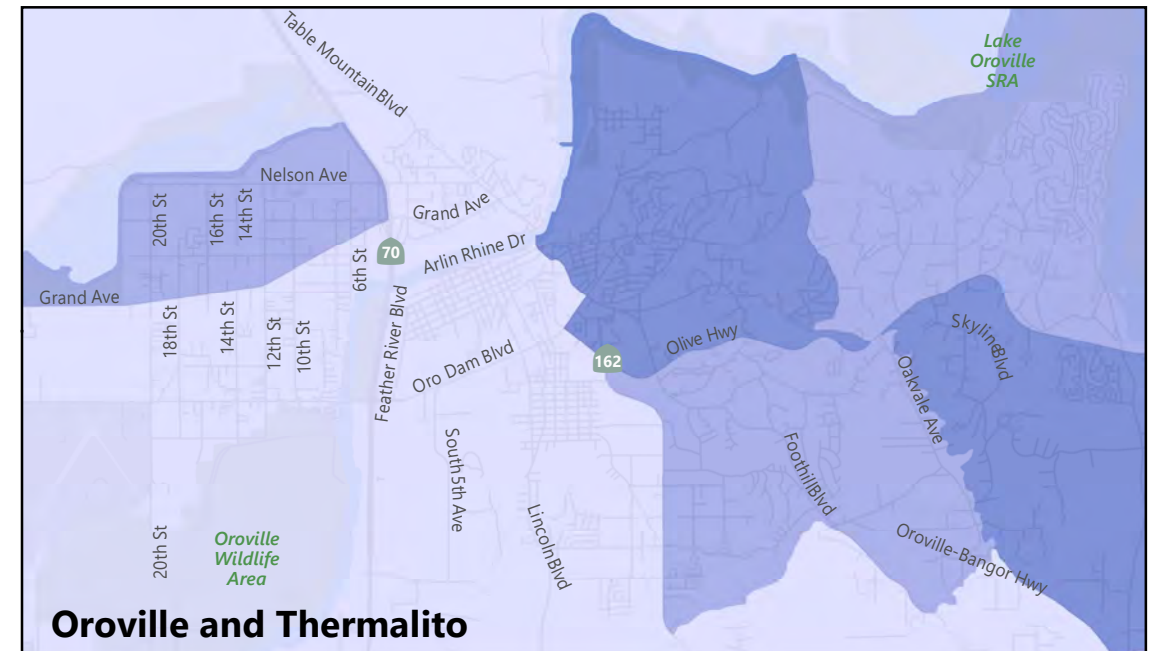 Table Mountain Blvd
Lake
Oroville
SRA
Nelson Ave
20th St
16th St
14th St
Grand Ave
70
6th St
Arlin Rhine Dr
Grand Ave
18th St
14th St
12th St
10th St
Feather River Blvd
Oro Dam Blvd
162
Olive Hwy
Skyline Blvd
Oakvale Ave
South 5th Ave
Foothill Blvd
Lincoln Blvd
20th St
Oroville
Wildlife
Area
Oroville-Bangor Hwy
Oroville and Thermalito